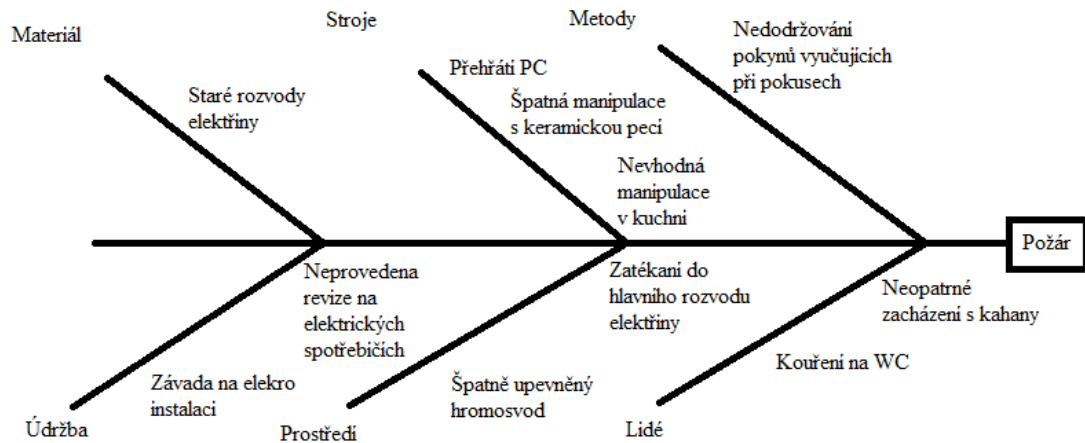 Materiál
Stroje
Metody
Staré rozvody
elektřiny
Přehřátí PC
Špatná manipulace
s keramickou pecí
Nevhodná
manipulace
v kuchni
Nedodržování
pokynů vyučujících
při pokusech
Požár
Neprovedena
revize na
elektrických
spotřebičích
Závada na elekro
instalaci
Údržba
Zatékani do
hlavního rozvodu
elektřiny
Špatně upevněný
hromosvod
Prostředí
Neopatrné
zacházení s kahany
Kouření na WC
Lidé